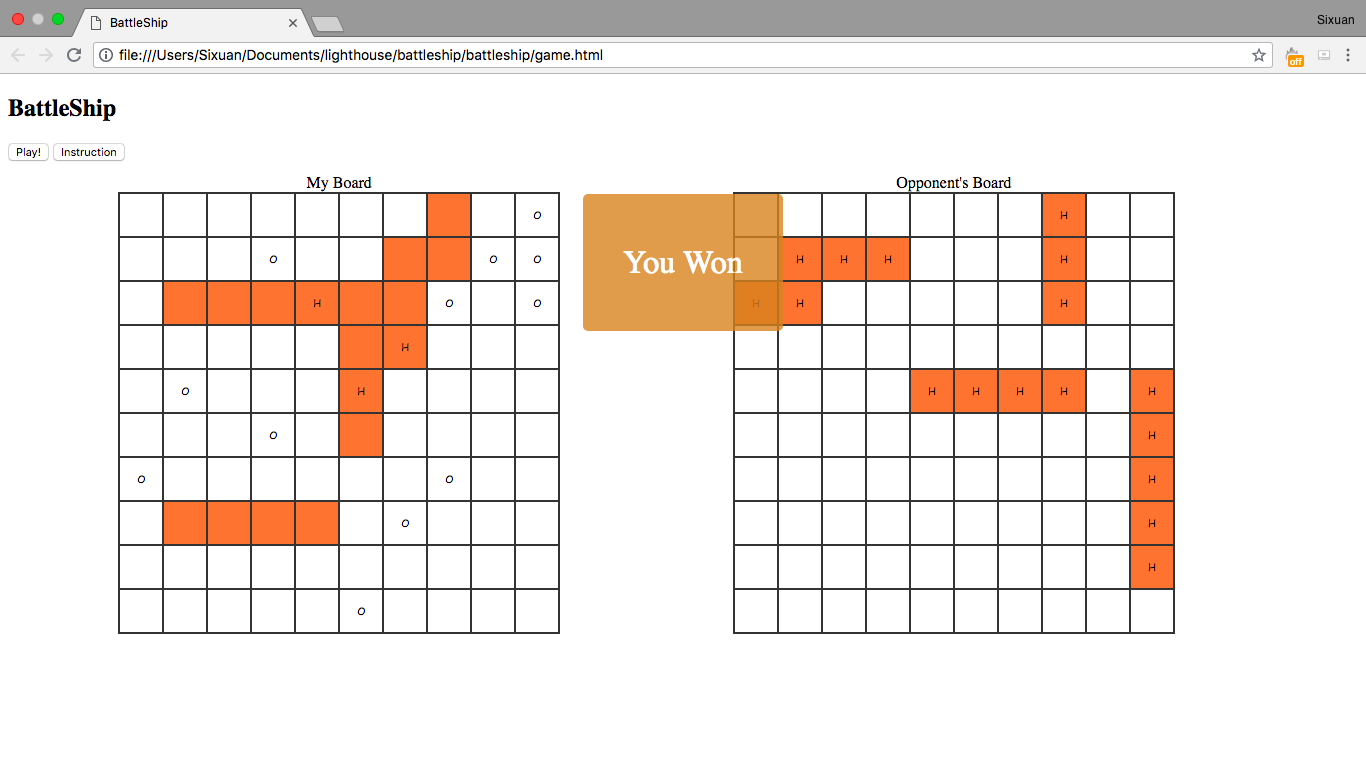 BattleShip
Sixuan
file:///Users/Sixuan/Documents/lighthouse/battleship/battleship/game.html
off
BattleShip
Play! Instruction
My Board
O
O O O
H O O
H
O H
O
O O
O
O
You Won
Opponent's Board
H
H H H H
H H H
H H H H H
H
H
H
H